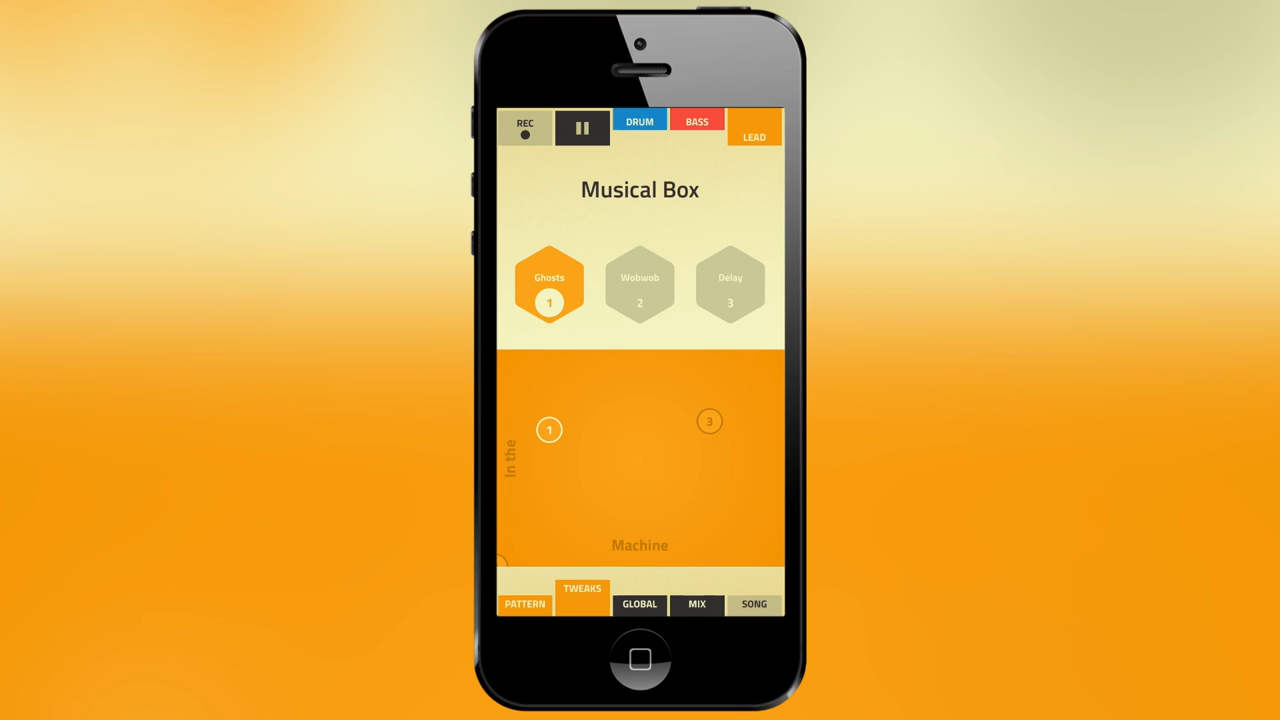 REC
DRUM
BASS
LEAD
Musical Box
Ghosts
Wobwob
Delay
1
2
3
1
3
In the
Machine
PATTERN
TWEAKS
GLOBAL
MIX
SONG